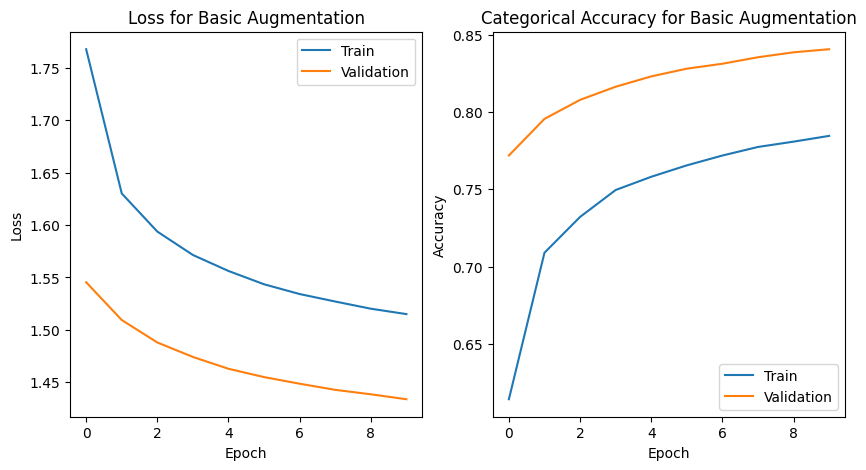 Loss for Basic Augmentation
Train
Validation
1.75
1.70
1.65
1.60
1.55
1.50
1.45
Loss
0 2 4 6 8
Epoch
Categorical Accuracy for Basic Augmentation
0.85
0.80
0.75
0.70
0.65
Accuracy
Train
Validation
0 2 4 6 8
Epoch